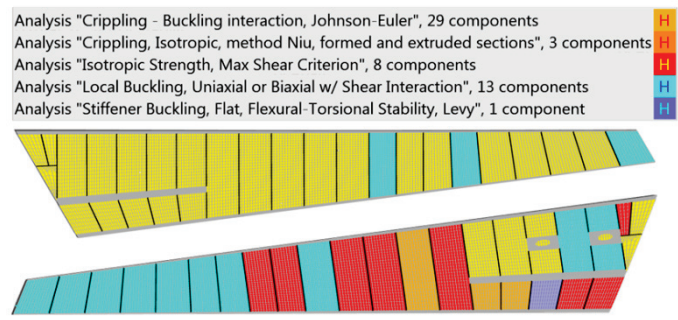 Analysis "Crippling - Buckling interaction, Johnson-Euler", 29 components H
Analysis "Crippling, Isotropic, method Niu, formed and extruded sections", 3 components H
Analysis "Isotropic Strength, Max Shear Criterion", 8 components H
Analysis "Local Buckling, Uniaxial or Biaxial w/ Shear Interaction", 13 components H
Analysis "Stiffener Buckling, Flat, Flexural-Torsional Stability, Levy", 1 component H